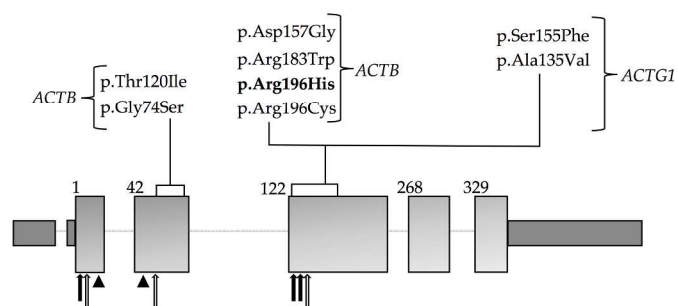 p.Asp157Gly
p.Arg183Trp
p.Arg196His
p.Arg196Cys
ACTB
p.Ser155Phe
p.Ala135Val
ACTG1
ACTB
p.Thr120Ile
p.Gly74Ser
1 42 122 268 329